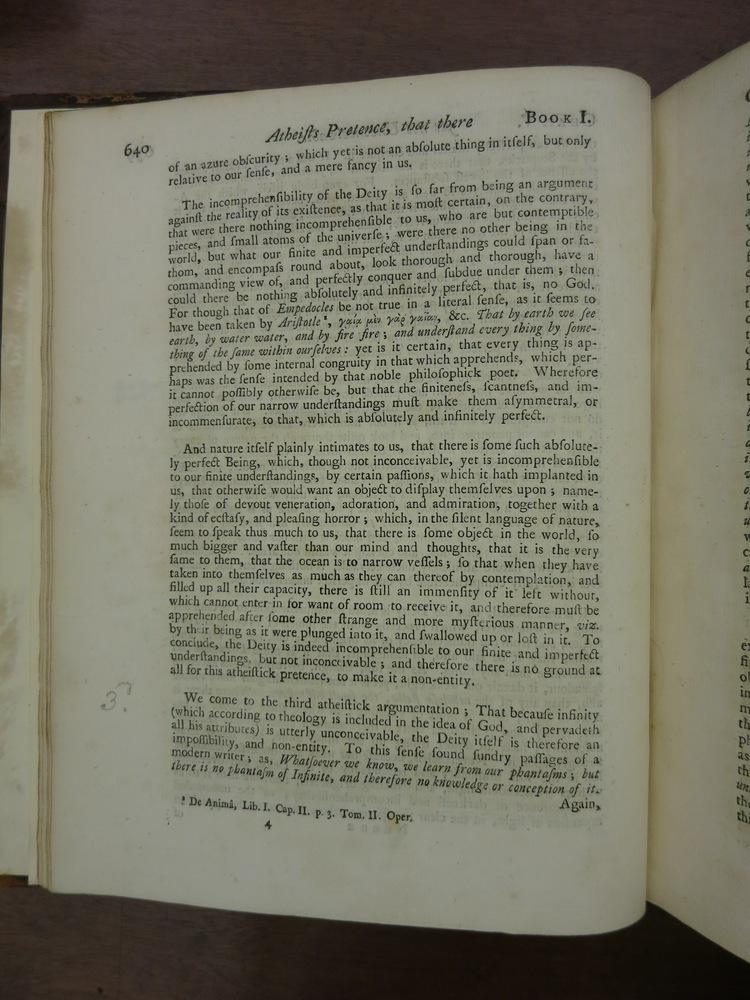 640
Atheiſts Pretence, that there
BOOK I.
of an azure obſcurity ; which yet is not an abſolute thing in itſelf, but only
relative to our ſenſe, and a mere fancy in us.
The incomprehenſibility of the Deity is ſo far from being an argument
againſt the reality of its exiſtence, as that it is moſt certain, on the contrary,
that were there nothing incomprehenſible to us, who are but contemptible
pieces, and ſmall atoms of the univerſe ; were there no other being in the
world, but what our finite and imperfect underſtandings could ſpan or fa-
thom, and encompaſs round about, look thorough and thorough, have a
commanding view of, and perfectly conquer and ſubdue under them ; then
could there be nothing abſolutely and infinitely perfect, that is, no God.
For though that of Empedocles be not true in a literal ſenſe, as it ſeems to
have been taken by Ariſtotle ˢ, γαίᾳ μὲν γὰρ γαῖαν, &c. That by earth we ſee
earth, by water water, and by fire fire ; and underſtand every thing by ſome-
thing of the ſame within ourſelves : yet is it certain, that every thing is ap-
prehended by ſome internal congruity in that which apprehends, which per-
haps was the ſenſe intended by that noble philoſophick poet. Wherefore
it cannot poſſibly otherwiſe be, but that the finiteneſs, ſcantneſs, and im-
perfection of our narrow underſtandings muſt make them aſymmetral, or
incommenſurate, to that, which is abſolutely and infinitely perfect.
And nature itſelf plainly intimates to us, that there is ſome ſuch abſolute-
ly perfect Being, which, though not inconceivable, yet is incomprehenſible
to our finite underſtandings, by certain paſſions, which it hath implanted in
us, that otherwiſe would want an object to diſplay themſelves upon ; name-
ly thoſe of devout veneration, adoration, and admiration, together with a
kind of ecſtaſy, and pleaſing horror ; which, in the ſilent language of nature,
ſeem to ſpeak thus much to us, that there is ſome object in the world, ſo
much bigger and vaſter than our mind and thoughts, that it is the very
ſame to them, that the ocean is to narrow veſſels ; ſo that when they have
taken into themſelves as much as they can thereof by contemplation, and
filled up all their capacity, there is ſtill an immenſity of it left without,
which cannot enter in for want of room to receive it, and therefore muſt be
apprehended after ſome other ſtrange and more myſterious manner, viz.
by their being as it were plunged into it, and ſwallowed up or loſt in it. To
conclude, the Deity is indeed incomprehenſible to our finite and imperfect
underſtandings, but not inconceivable ; and therefore there is no ground at
all for this atheiſtick pretence, to make it a non-entity.
3?
We come to the third atheiſtick argumentation ; That becauſe infinity
(which according to theology is included in the idea of God, and pervadeth
all his attributes) is utterly unconceivable, the Deity itſelf is therefore an
impoſſibility, and non-entity. To this ſenſe ſound ſundry paſſages of a
modern writer ; as, Whatſoever we know, we learn from our phantaſms ; but
there is no phantaſm of Infinite, and therefore no knowledge or conception of it.
Again,
De Animâ, Lib. I. Cap. II. p. 3. Tom. II. Oper.
4